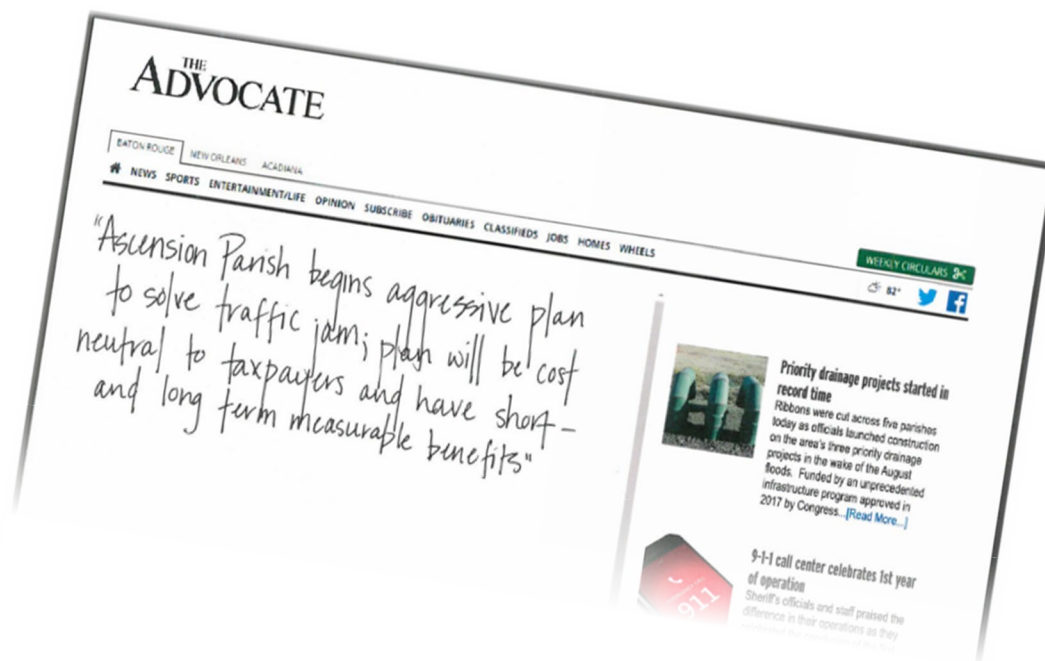 THE
ADVOCATE
BATON ROUGE NEW ORLEANS ACADIANA
NEWS SPORTS ENTERTAINMENT/LIFE OPINION SUBSCRIBE OBITUARIES CLASSIFIEDS JOBS HOMES WHEELS
WEEKLY CIRCULARS
82°
"Ascension Parish begins aggressive plan
to solve traffic jam; plan will be cost
neutral to taxpayers and have short-
and long term measurable benefits"
Priority drainage projects started in
record time
Ribbons were cut across five parishes
today as officials launched construction
on the area's three priority drainage
projects in the wake of the August
floods. Funded by an unprecedented
infrastructure program approved in
2017 by Congress...[Read More...]
911
9-1-1 call center celebrates 1st year
of operation
Sheriff's officials and staff praised the
difference in their operations as they